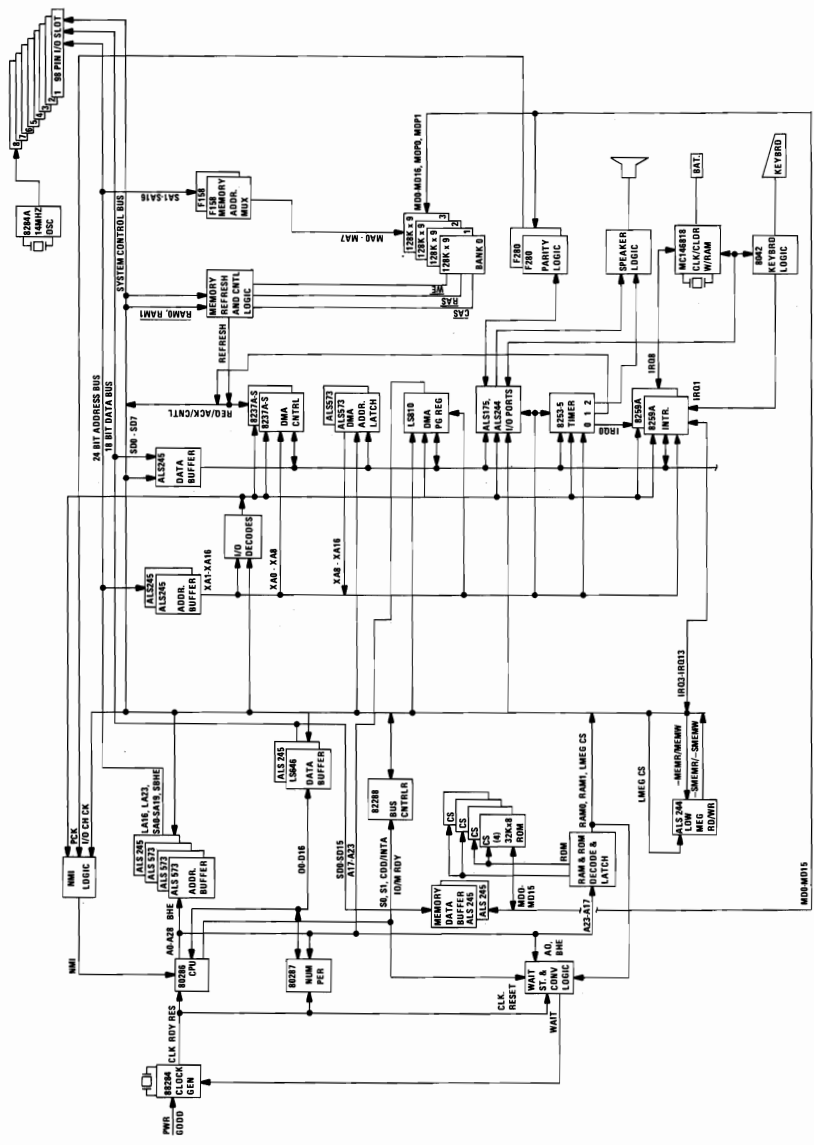 8
7
6
5
4
3
2
1
98 PIN I/O SLOT
8284A
14MHZ
OSC
SYSTEM CONTROL BUS
24 BIT ADDRESS BUS
18 BIT DATA BUS
SA1-SA16
F158
F158
MEMORY
ADDR.
MUX
MA0 - MA7
MD0-MD16, MDP0, MDP1
128K x 9
3
128K x 9
2
128K x 9
1
128K x 9
BANK 0
F280
F280
PARITY
LOGIC
SPEAKER
LOGIC
BAT.
MC146818
CLK/CLDR
W/RAM
KEYBRD
8042
KEYBRD
LOGIC
RAM0, RAM1
MEMORY
REFRESH
AND CNTL
LOGIC
WE
RAS
CAS
REFRESH
REQ/ACK/CNTL
SD0 - SD7
ALS245
DATA
BUFFER
8237A-S
8237A-S
DMA
CNTRL
ALS573
ALS573
DMA
ADDR.
LATCH
LS810
DMA
PG REG
ALS175,
ALS244
I/O PORTS
8253-5
TIMER
0 1 2
IRQ0
IRQ8
IRQ1
8259A
8259A
INTR.
I/O
DECODES
ALS245
ALS245
ADDR.
BUFFER
XA1-XA16
XA0 - XA8
XA8 - XA16
IRQ3-IRQ13
PCK
I/O CH CK
NMI
LOGIC
NMI
LA16, LA23,
SA0-SA19, SBHE
ALS 245
ALS 573
ALS 573
ALS 573
ADDR.
BUFFER
A0-A28
BHE
80286
CPU
ALS 245
LS646
DATA
BUFFER
D0-D16
80287
NUM
PER
82288
BUS
CNTRLR
SD0-SD15
A17-A23
S0, S1, CDD/INTA
IO/M RDY
CS
CS
CS
CS
(4)
32Kx8
ROM
ROM
MEMORY
DATA
BUFFER
ALS 245
ALS 245
MD0-
MD15
RAM & ROM
DECODE &
LATCH
A23-A17
RAM0, RAM1, LMEG CS
LMEG CS
-MEMR/MEMW
-SMEMR/-SMEMW
ALS 244
LOW
MEG
RD/WR
MD0-MD15
A0,
BHE
WAIT
ST. &
CONV
LOGIC
CLK.
RESET
WAIT
CLK RDY RES
88284
CLOCK
GEN
PWR
GOOD